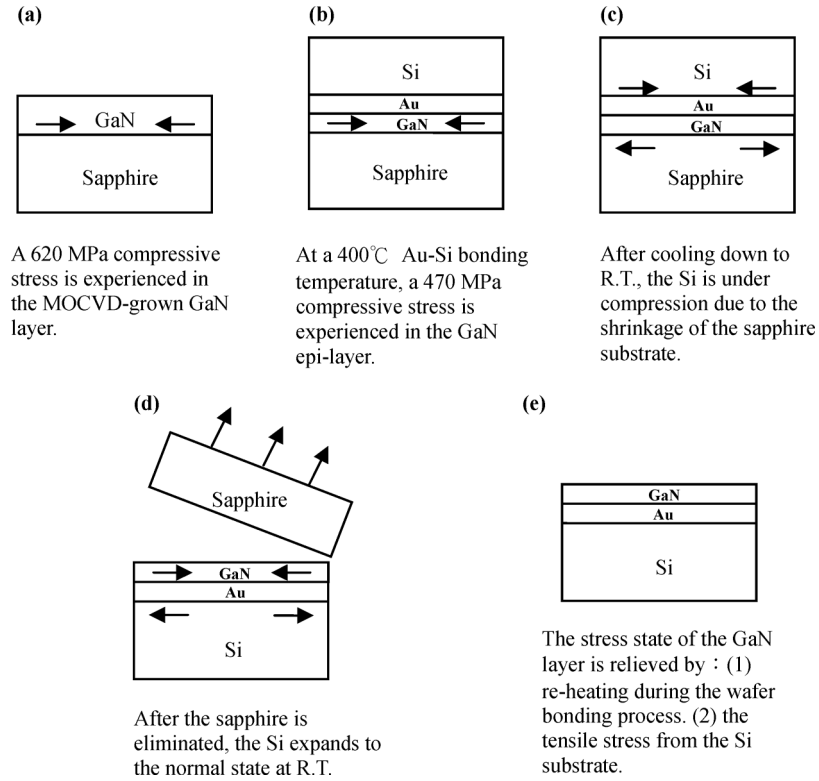 (a)
GaN
Sapphire
A 620 MPa compressive
stress is experienced in
the MOCVD-grown GaN
layer.
(b)
Si
Au
GaN
Sapphire
At a 400℃ Au-Si bonding
temperature, a 470 MPa
compressive stress is
experienced in the GaN
epi-layer.
(c)
Si
Au
GaN
Sapphire
After cooling down to
R.T., the Si is under
compression due to the
shrinkage of the sapphire
substrate.
(d)
Sapphire
GaN
Au
Si
After the sapphire is
eliminated, the Si expands to
the normal state at R.T.
(e)
GaN
Au
Si
The stress state of the GaN
layer is relieved by：(1)
re-heating during the wafer
bonding process. (2) the
tensile stress from the Si
substrate.